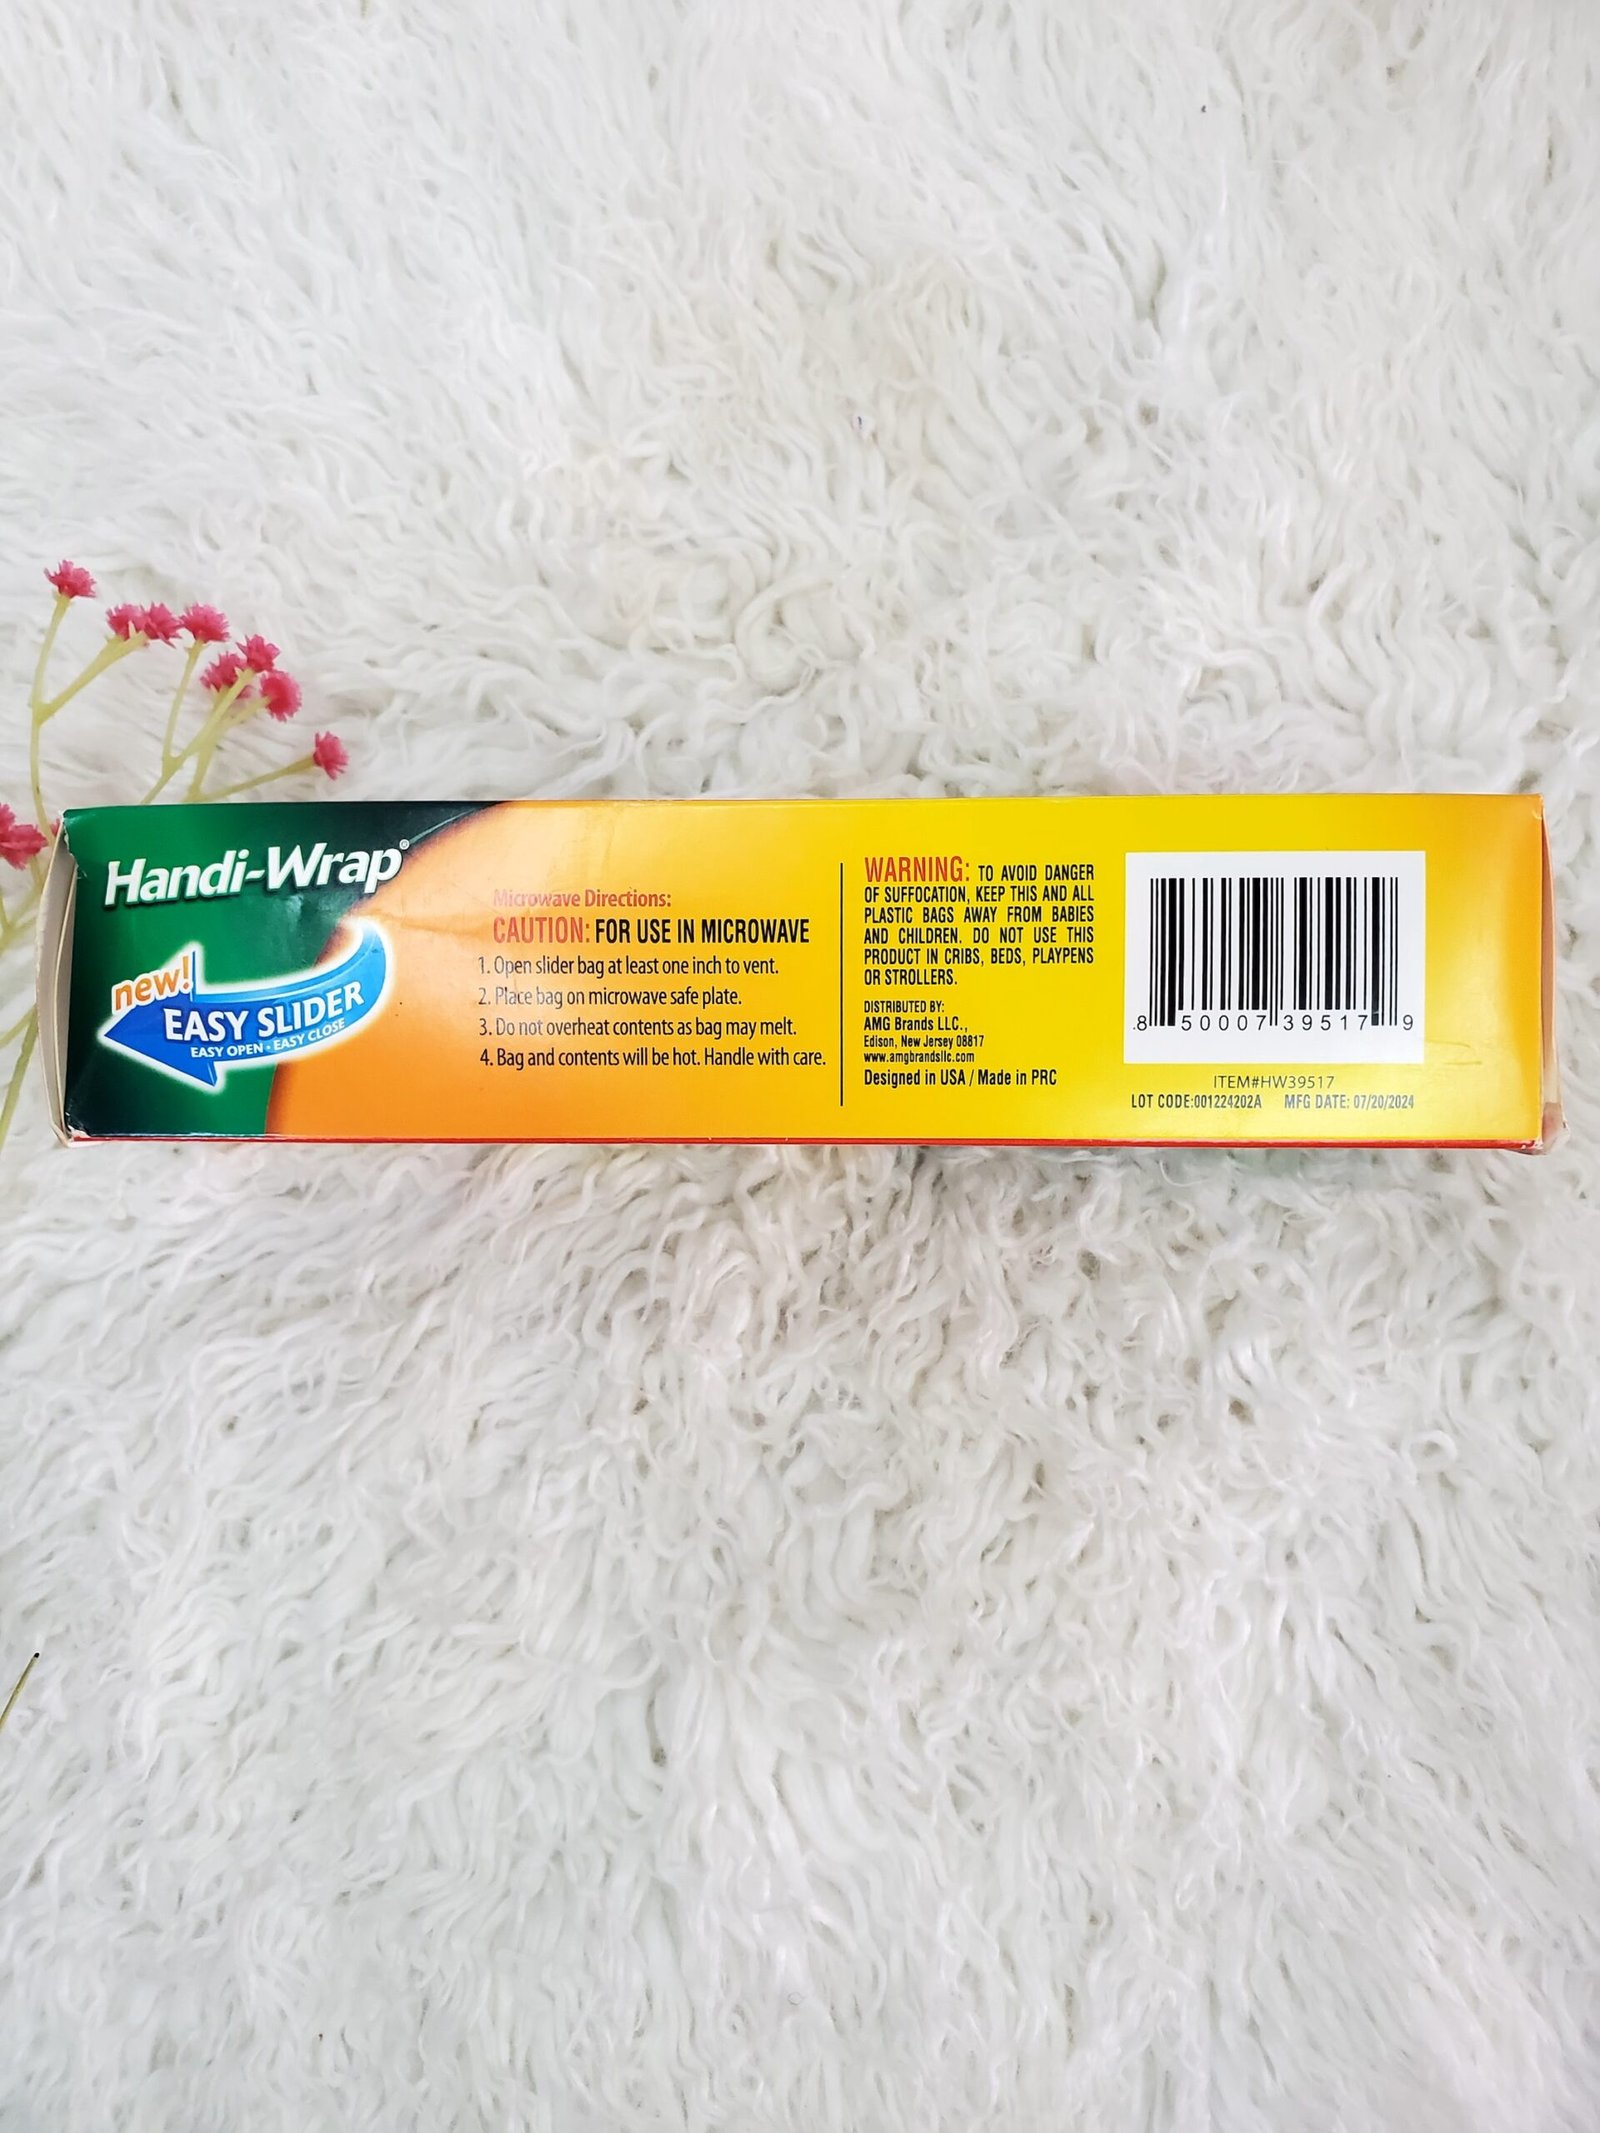 Handi-Wrap®
new!
EASY SLIDER
EASY OPEN • EASY CLOSE
Microwave Directions:
CAUTION: FOR USE IN MICROWAVE
1. Open slider bag at least one inch to vent.
2. Place bag on microwave safe plate.
3. Do not overheat contents as bag may melt.
4. Bag and contents will be hot. Handle with care.
WARNING: TO AVOID DANGER
OF SUFFOCATION, KEEP THIS AND ALL
PLASTIC BAGS AWAY FROM BABIES
AND CHILDREN. DO NOT USE THIS
PRODUCT IN CRIBS, BEDS, PLAYPENS
OR STROLLERS.
DISTRIBUTED BY:
AMG Brands LLC.,
Edison, New Jersey 08817
www.amgbrandsllc.com
Designed in USA / Made in PRC
8 50007 39517 9
ITEM#HW39517
LOT CODE:001224202A MFG DATE: 07/20/2024